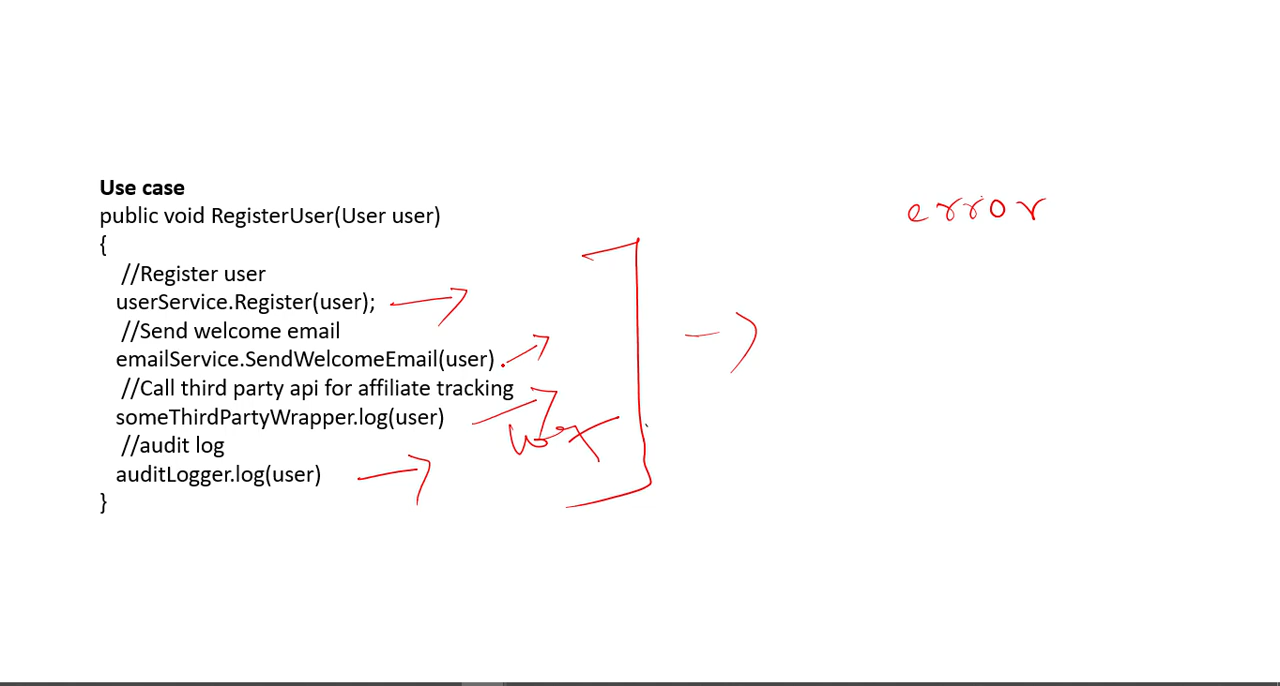 Use case
public void RegisterUser(User user)
{
//Register user
userService.Register(user);
//Send welcome email
emailService.SendWelcomeEmail(user)
//Call third party api for affiliate tracking
someThirdPartyWrapper.log(user)
//audit log
auditLogger.log(user)
}
error